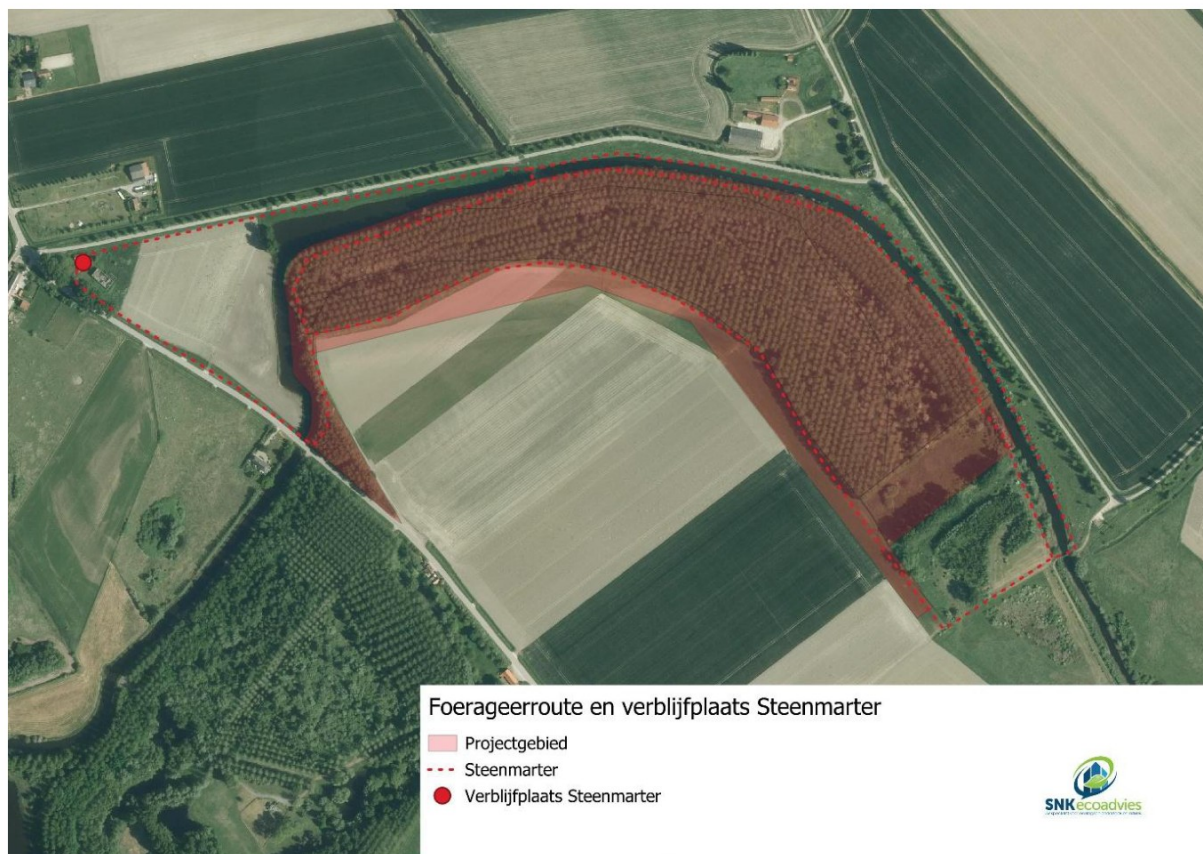 Foerageerroute en verblijfplaats Steenmarter
Projectgebied
Steenmarter
Verblijfplaats Steenmarter
SNKecoadvies